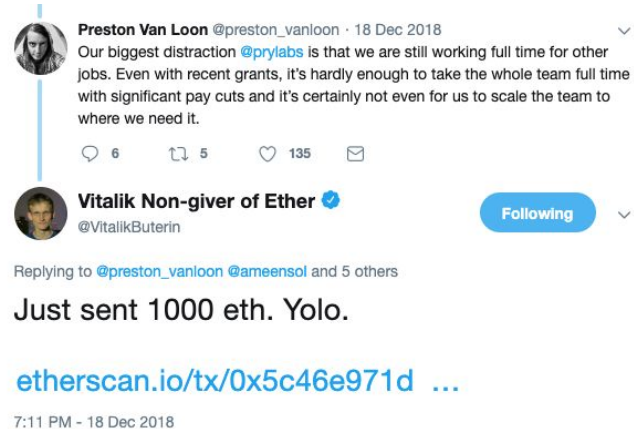 Preston Van Loon @preston_vanloon · 18 Dec 2018
Our biggest distraction @prylabs is that we are still working full time for other
jobs. Even with recent grants, it's hardly enough to take the whole team full time
with significant pay cuts and it's certainly not even for us to scale the team to
where we need it.
6 5 135
Vitalik Non-giver of Ether
@VitalikButerin
Following
Replying to @preston_vanloon @ameensol and 5 others
Just sent 1000 eth. Yolo.
etherscan.io/tx/0x5c46e971d ...
7:11 PM - 18 Dec 2018